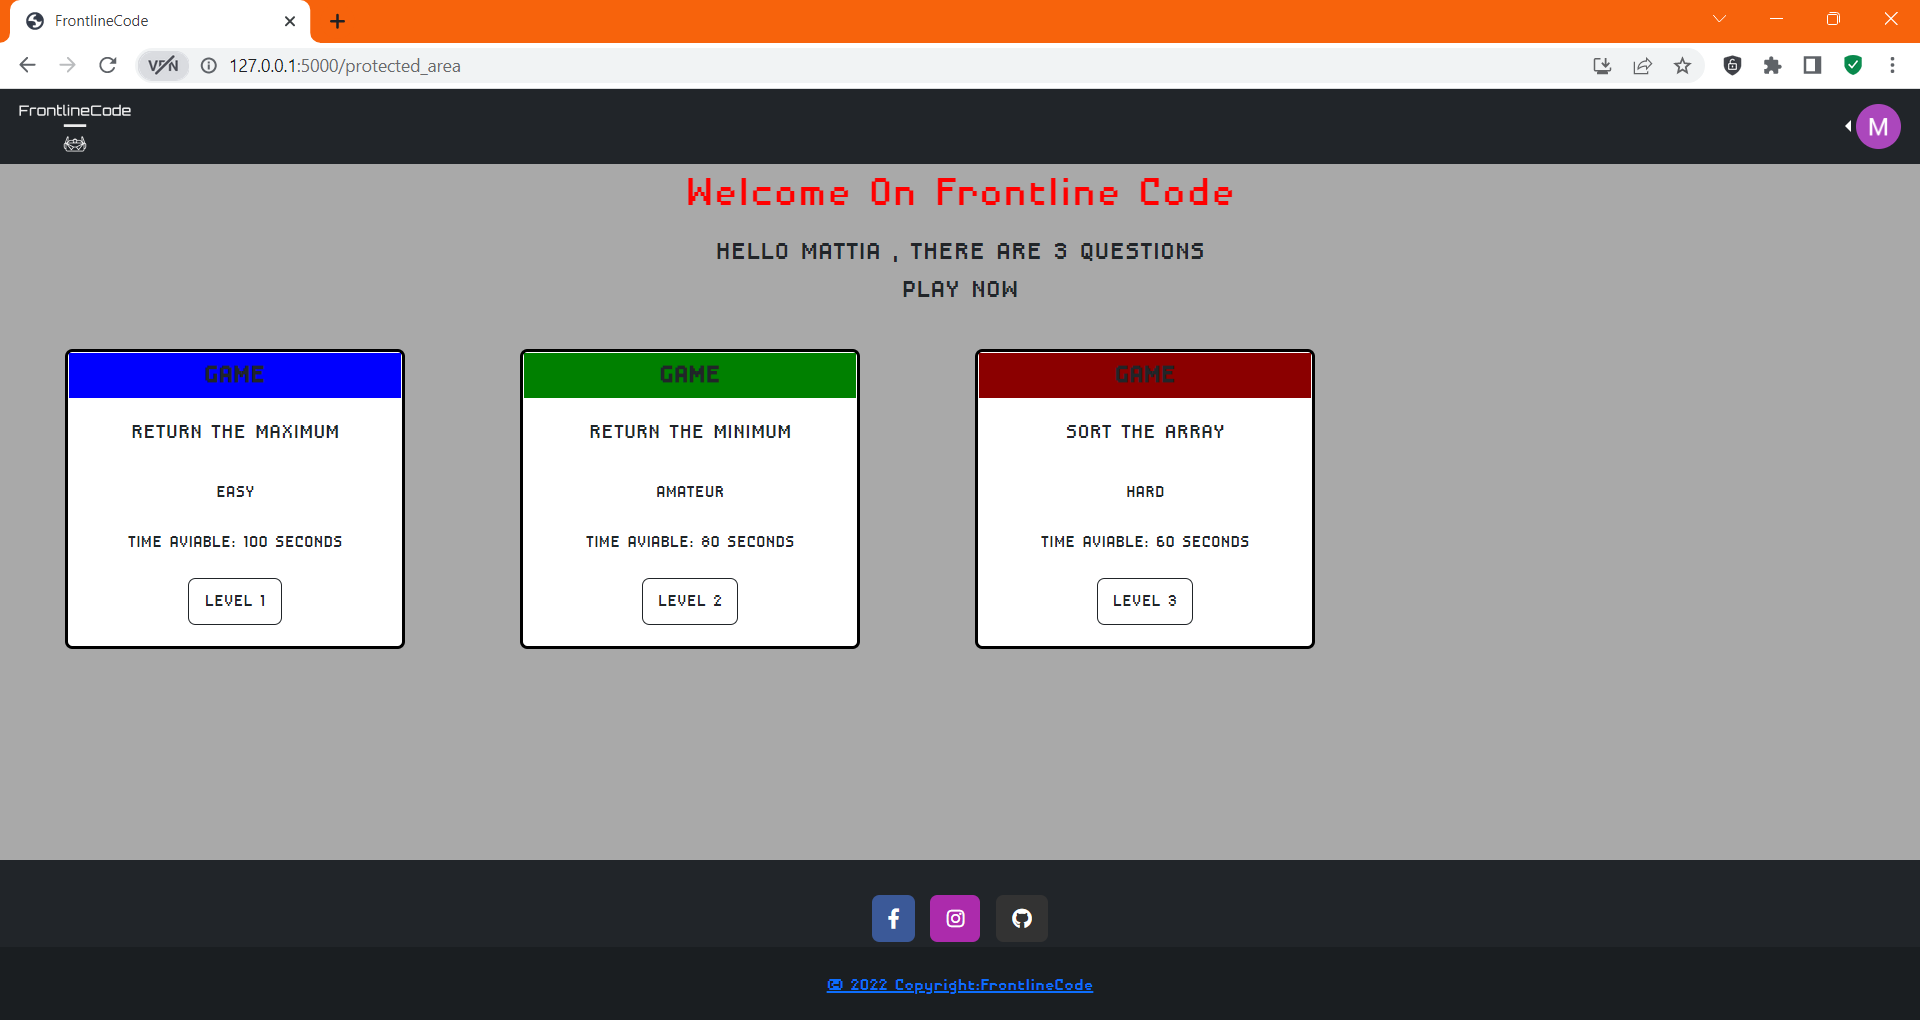 FrontlineCode
VPN
127.0.0.1:5000/protected_area
FrontlineCode
M
Welcome On Frontline Code
HELLO MATTIA , THERE ARE 3 QUESTIONS
PLAY NOW
GAME
RETURN THE MAXIMUM
EASY
TIME AVIABLE: 100 SECONDS
LEVEL 1
GAME
RETURN THE MINIMUM
AMATEUR
TIME AVIABLE: 80 SECONDS
LEVEL 2
GAME
SORT THE ARRAY
HARD
TIME AVIABLE: 60 SECONDS
LEVEL 3
© 2022 Copyright:FrontlineCode